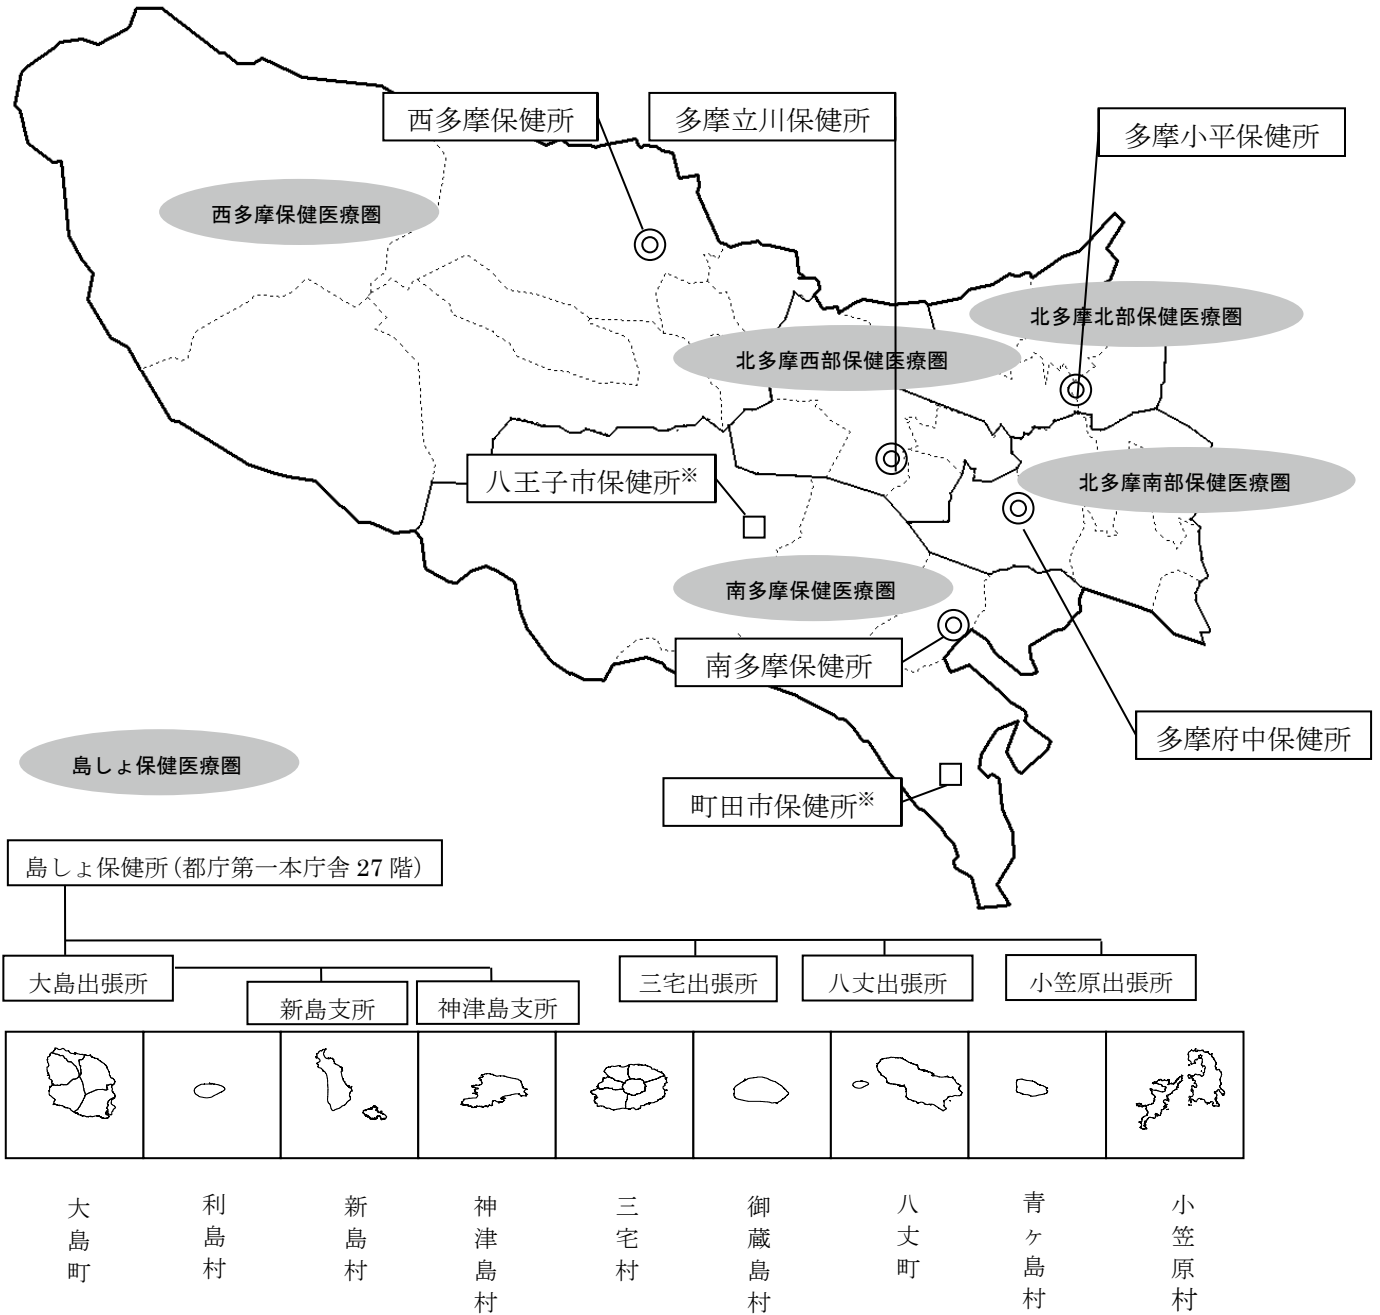 西多摩保健所
多摩立川保健所
多摩小平保健所
西多摩保健医療圏
北多摩北部保健医療圏
北多摩西部保健医療圏
八王子市保健所※
北多摩南部保健医療圏
南多摩保健医療圏
南多摩保健所
多摩府中保健所
島しょ保健医療圏
町田市保健所※
島しょ保健所(都庁第一本庁舎 27 階)
大島出張所
三宅出張所
八丈出張所
小笠原出張所
新島支所
神津島支所
大島町
利島村
新島村
神津島村
三宅村
御蔵島村
八丈町
青ヶ島村
小笠原村